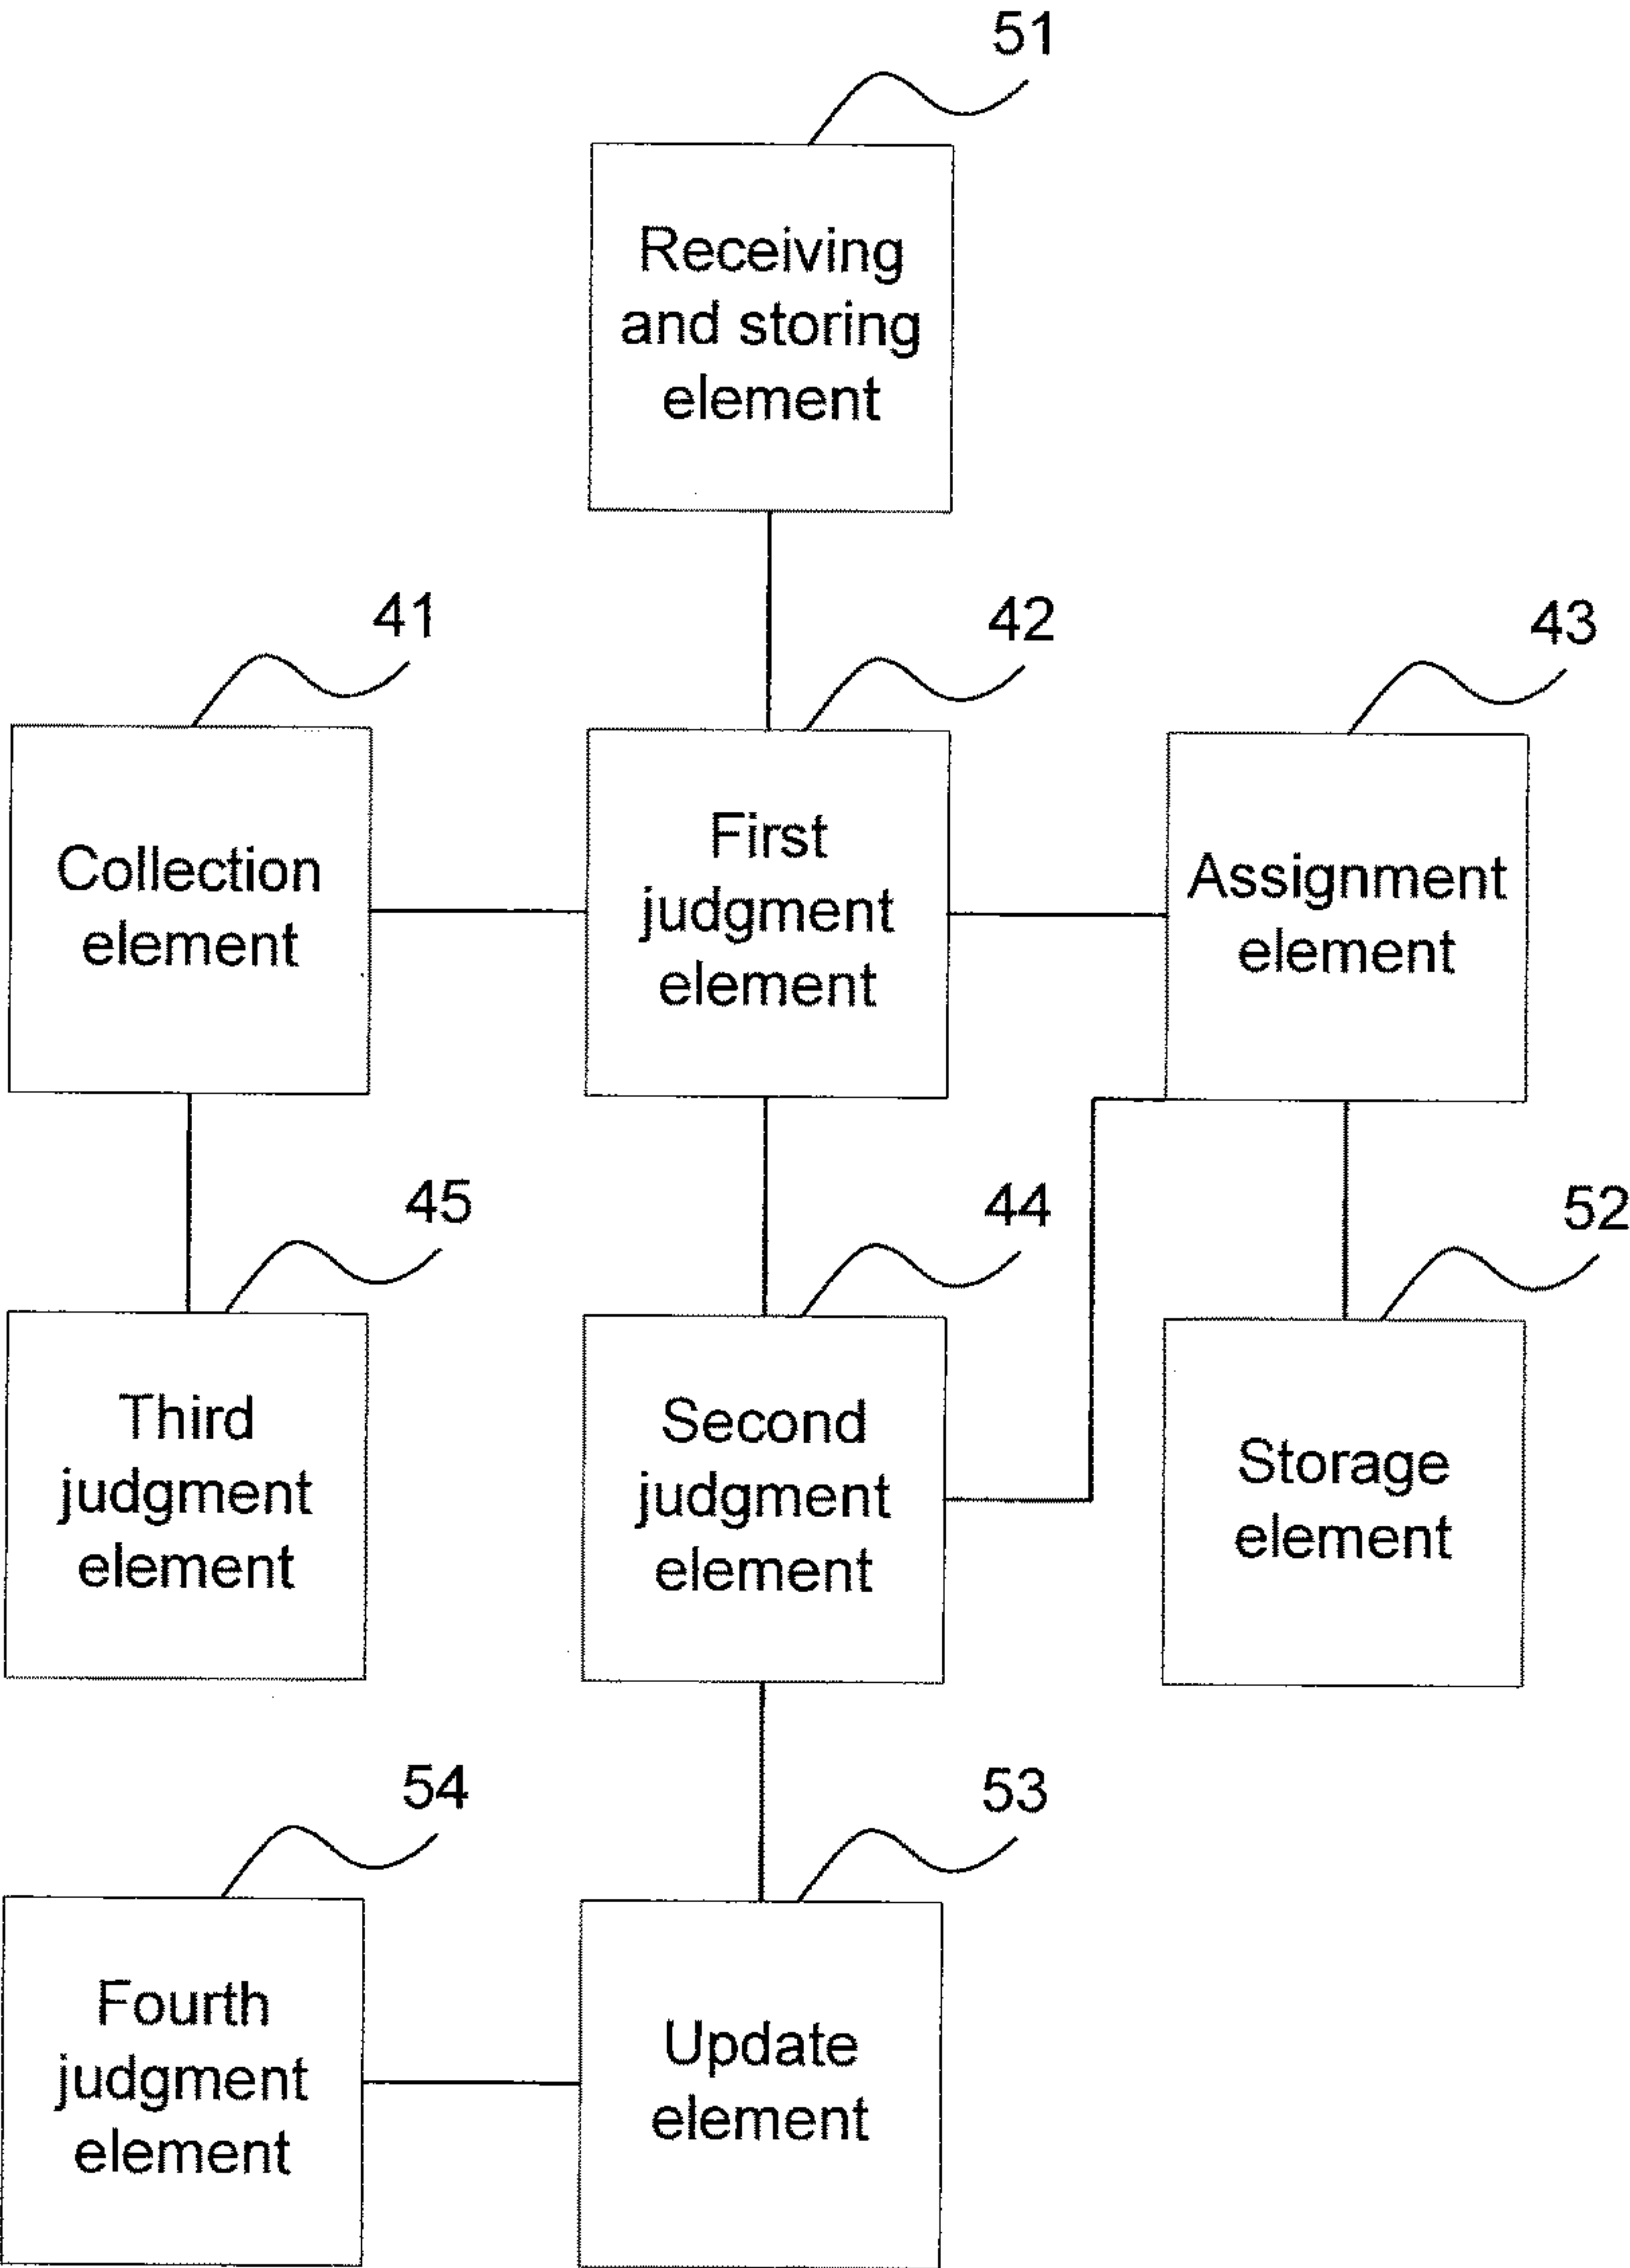 51
Receiving
and storing
element
41
42
43
Collection
element
First
judgment
element
Assignment
element
45
44
52
Third
judgment
element
Second
judgment
element
Storage
element
54
53
Fourth
judgment
element
Update
element